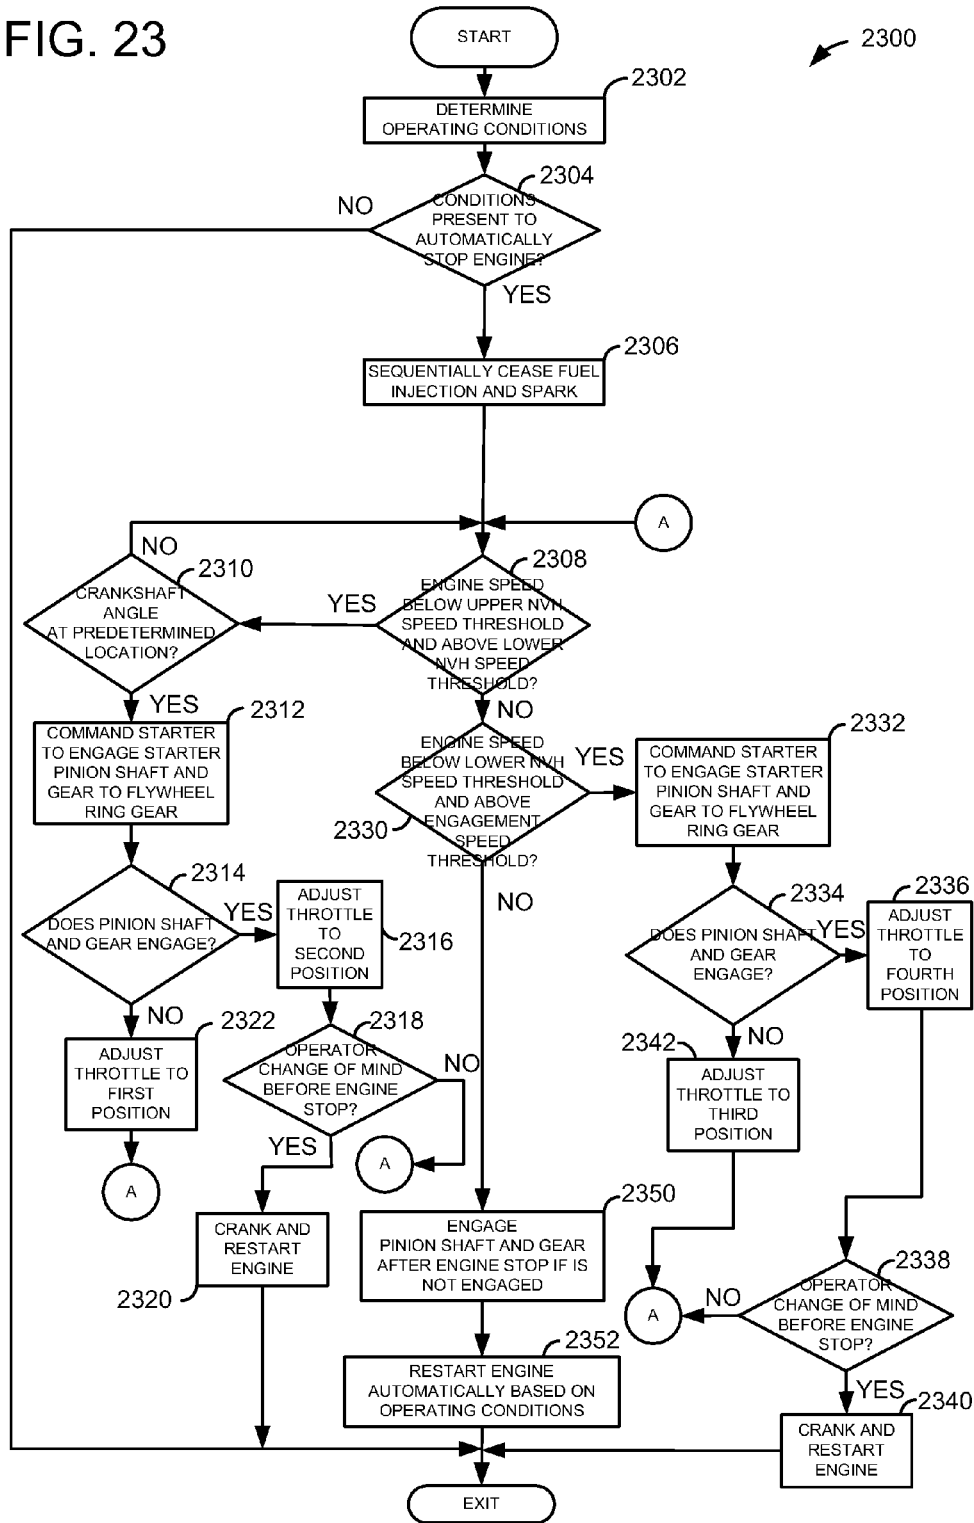 FIG. 23
START
2300
2302
DETERMINE
OPERATING CONDITIONS
2304
NO
CONDITIONS
PRESENT TO
AUTOMATICALLY
STOP ENGINE?
YES
2306
SEQUENTIALLY CEASE FUEL
INJECTION AND SPARK
A
NO
2310
CRANKSHAFT
ANGLE
AT PREDETERMINED
LOCATION?
YES
2308
ENGINE SPEED
BELOW UPPER NVH
SPEED THRESHOLD
AND ABOVE LOWER
NVH SPEED
THRESHOLD?
YES
NO
2312
COMMAND STARTER
TO ENGAGE STARTER
PINION SHAFT AND
GEAR TO FLYWHEEL
RING GEAR
ENGINE SPEED
BELOW LOWER NVH
SPEED THRESHOLD
AND ABOVE
ENGAGEMENT
SPEED
THRESHOLD?
2330
YES
2332
COMMAND STARTER
TO ENGAGE STARTER
PINION SHAFT AND
GEAR TO FLYWHEEL
RING GEAR
NO
2314
DOES PINION SHAFT
AND GEAR ENGAGE?
YES
ADJUST
THROTTLE
TO
SECOND
POSITION
2316
2334
DOES PINION SHAFT
AND GEAR
ENGAGE?
YES
2336
ADJUST
THROTTLE
TO
FOURTH
POSITION
NO
2322
ADJUST
THROTTLE TO
FIRST
POSITION
A
2318
OPERATOR
CHANGE OF MIND
BEFORE ENGINE
STOP?
NO
YES
A
NO
2342
ADJUST
THROTTLE TO
THIRD
POSITION
CRANK AND
RESTART
ENGINE
2320
2350
ENGAGE
PINION SHAFT AND GEAR
AFTER ENGINE STOP IF IS
NOT ENGAGED
A
NO
2338
OPERATOR
CHANGE OF MIND
BEFORE ENGINE
STOP?
2352
RESTART ENGINE
AUTOMATICALLY BASED ON
OPERATING CONDITIONS
YES
2340
CRANK AND
RESTART
ENGINE
EXIT